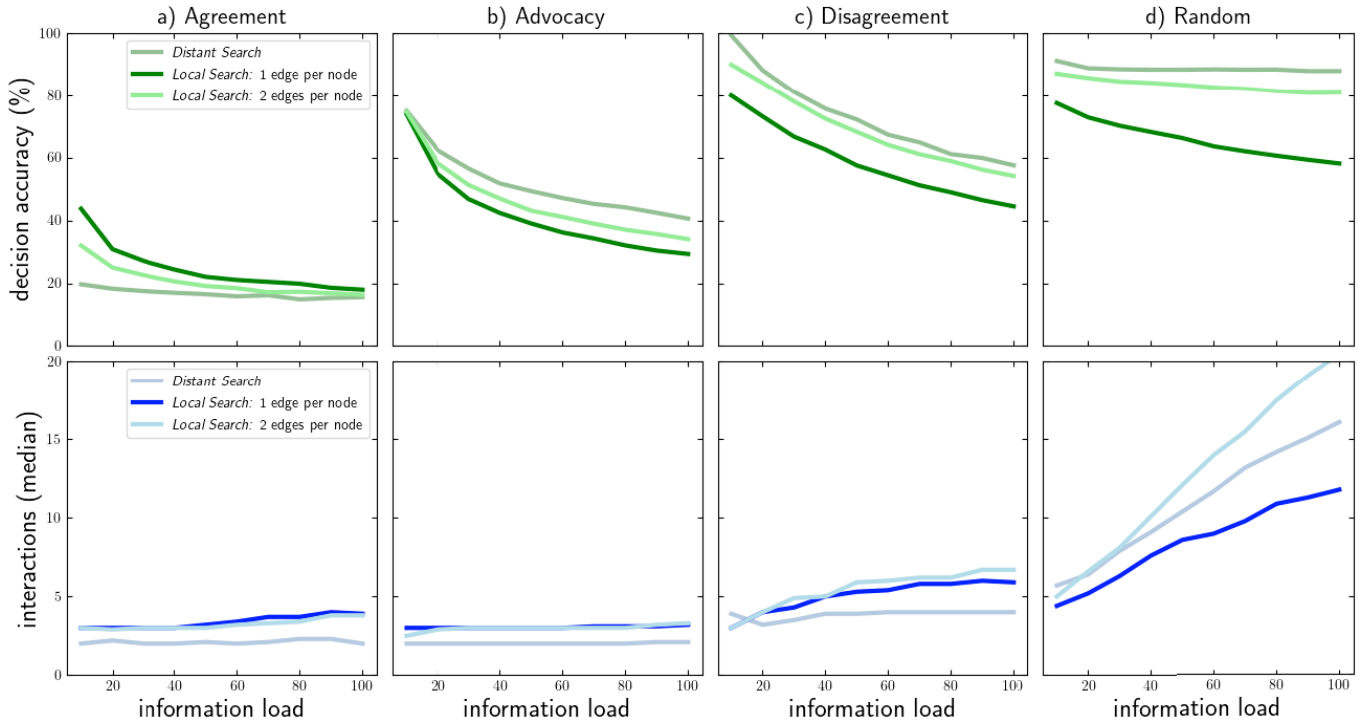 a) Agreement
b) Advocacy
c) Disagreement
d) Random
decision accuracy (%)
100
80
60
40
20
0
Distant Search
Local Search: 1 edge per node
Local Search: 2 edges per node
interactions (median)
20
15
10
5
0
Distant Search
Local Search: 1 edge per node
Local Search: 2 edges per node
20 40 60 80 100
20 40 60 80 100
20 40 60 80 100
20 40 60 80 100
information load
information load
information load
information load